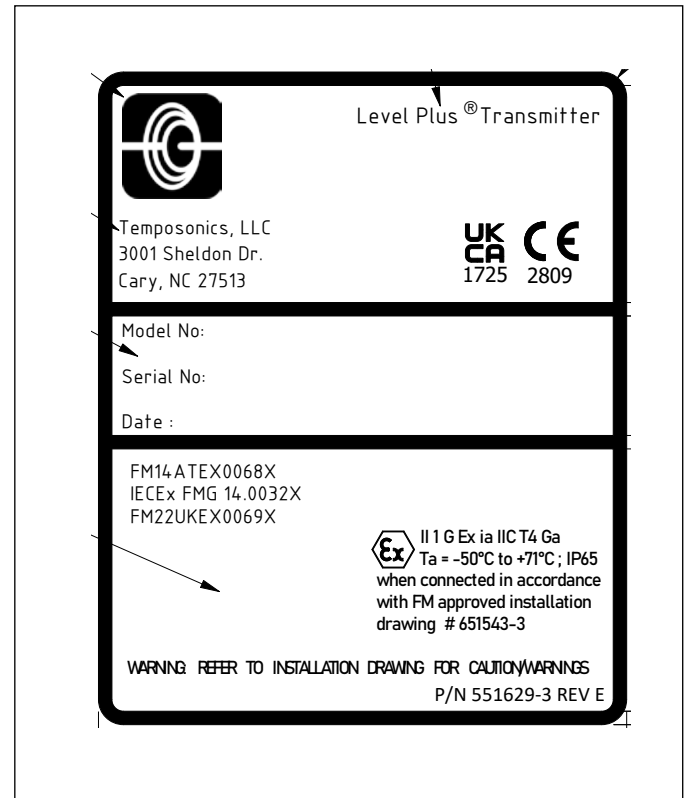 Level Plus ® Transmitter
Temposonics, LLC
3001 Sheldon Dr.
Cary, NC 27513
UK
CA
CE
1725 2809
Model No:
Serial No:
Date :
FM14ATEX0068X
IECEx FMG 14.0032X
FM22UKEX0069X
Ex II 1 G Ex ia IIC T4 Ga
Ta = -50°C to +71°C ; IP65
when connected in accordance
with FM approved installation
drawing # 651543-3
WARNING: REFER TO INSTALLATION DRAWING FOR CAUTION/WARNINGS
P/N 551629-3 REV E